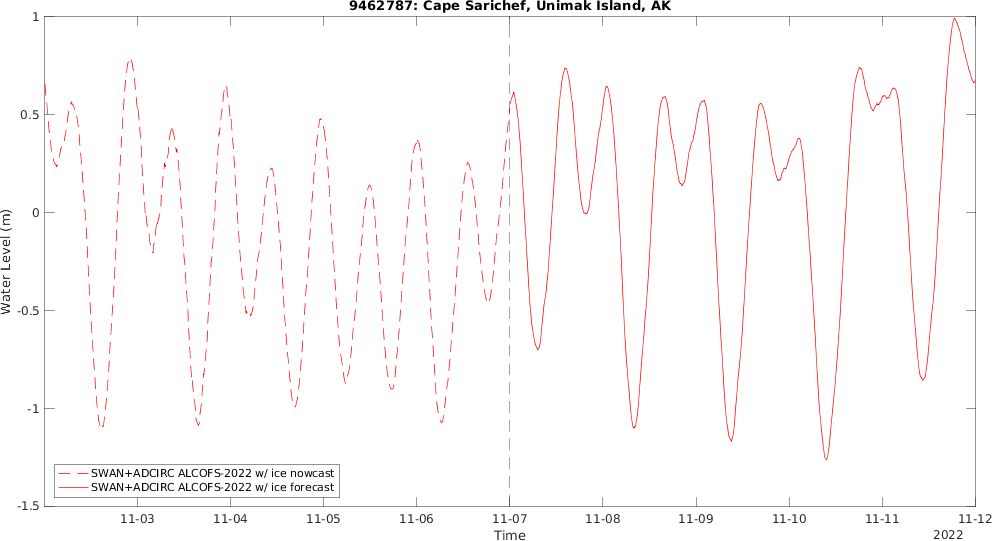 9462787: Cape Sarichef, Unimak Island, AK
Water Level (m)
1
0.5
0
-0.5
-1
-1.5
SWAN+ADCIRC ALCOFS-2022 w/ ice nowcast
SWAN+ADCIRC ALCOFS-2022 w/ ice forecast
11-03 11-04 11-05 11-06 11-07 11-08 11-09 11-10 11-11 11-12
Time
2022